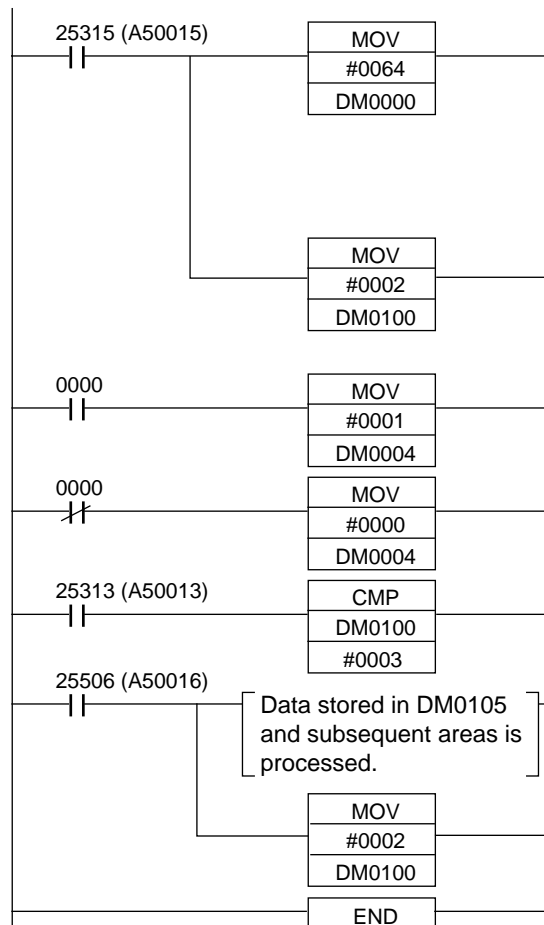 25315 (A50015)
MOV
#0064
DM0000
MOV
#0002
DM0100
0000
MOV
#0001
DM0004
0000
MOV
#0000
DM0004
25313 (A50013)
CMP
DM0100
#0003
25506 (A50016)
Data stored in DM0105
and subsequent areas is
processed.
MOV
#0002
DM0100
END